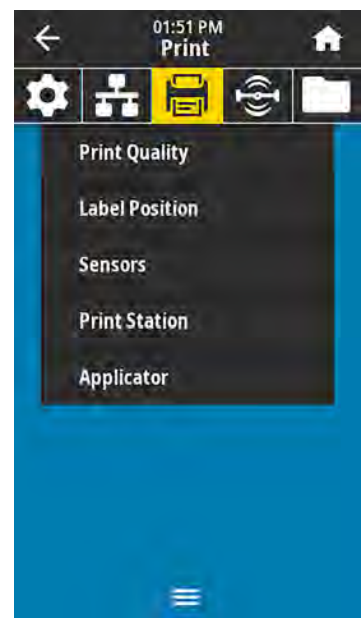 01:51 PM
Print
Print Quality
Label Position
Sensors
Print Station
Applicator